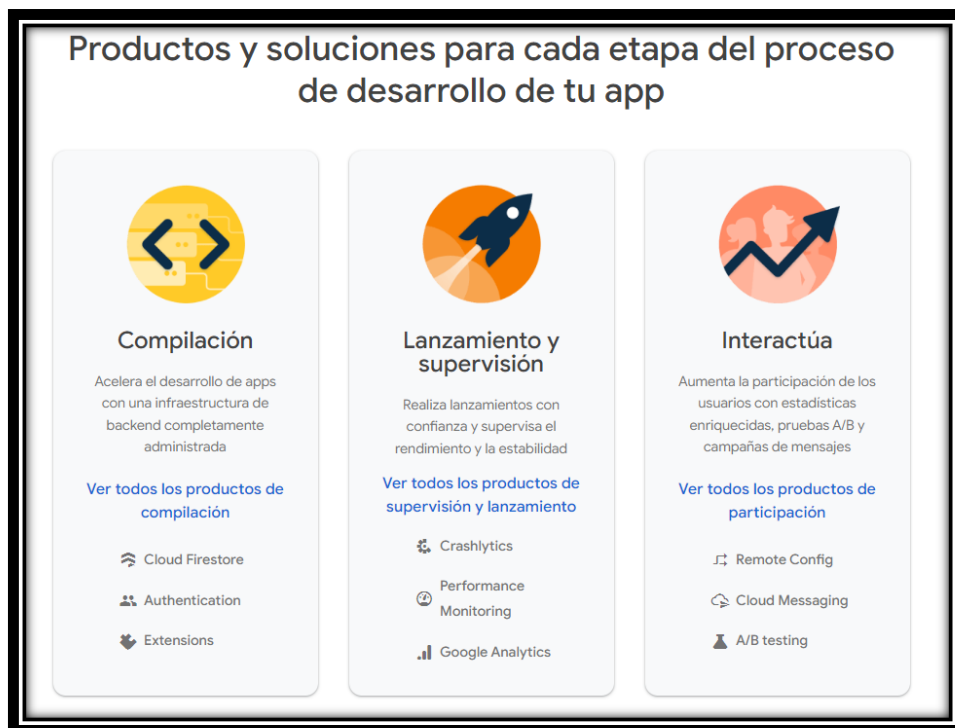 Productos y soluciones para cada etapa del proceso
de desarrollo de tu app
Compilación
Acelera el desarrollo de apps
con una infraestructura de
backend completamente
administrada
Ver todos los productos de
compilación
Cloud Firestore
Authentication
Extensions
Lanzamiento y
supervisión
Realiza lanzamientos con
confianza y supervisa el
rendimiento y la estabilidad
Ver todos los productos de
supervisión y lanzamiento
Crashlytics
Performance
Monitoring
Google Analytics
Interactúa
Aumenta la participación de los
usuarios con estadísticas
enriquecidas, pruebas A/B y
campañas de mensajes
Ver todos los productos de
participación
Remote Config
Cloud Messaging
A/B testing